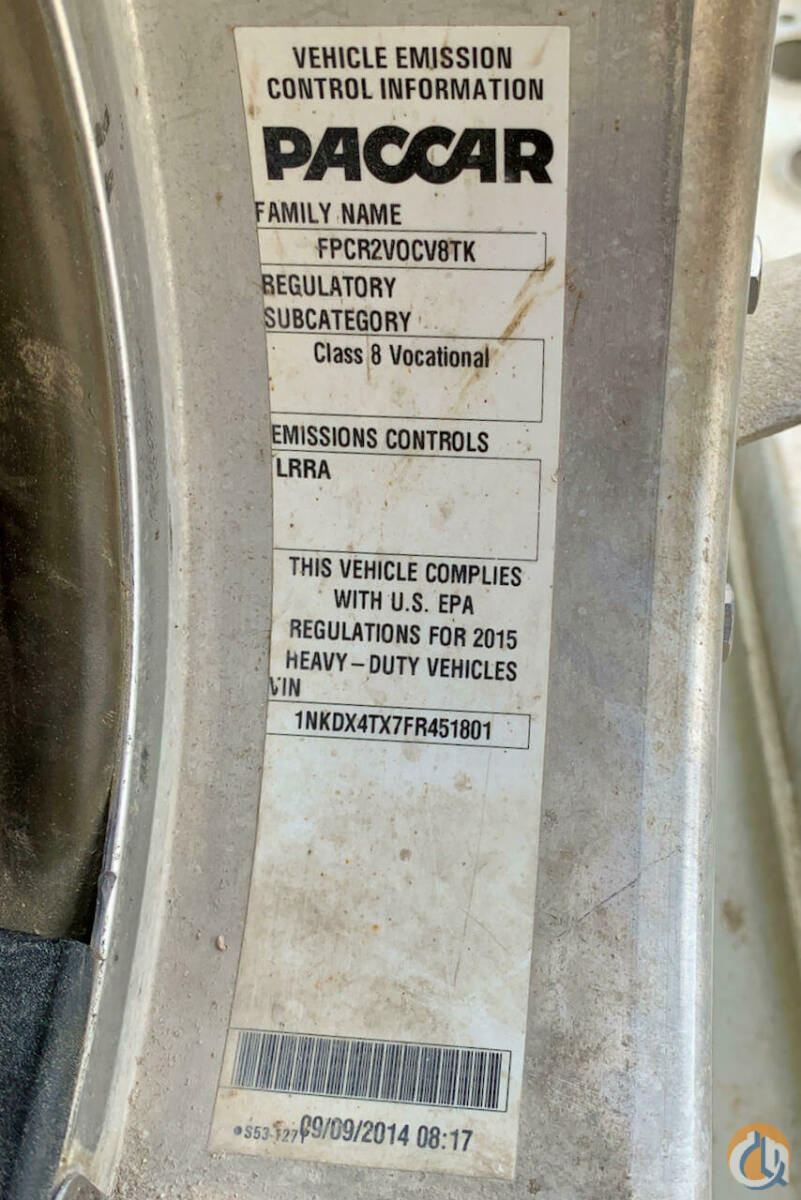 VEHICLE EMISSION
CONTROL INFORMATION
PACCAR
FAMILY NAME
FPCR2VOCV8TK
REGULATORY
SUBCATEGORY
Class 8 Vocational
EMISSIONS CONTROLS
LRRA
THIS VEHICLE COMPLIES
WITH U.S. EPA
REGULATIONS FOR 2015
HEAVY-DUTY VEHICLES
VIN
1NKDX4TX7FR451801
09/09/2014 08:17